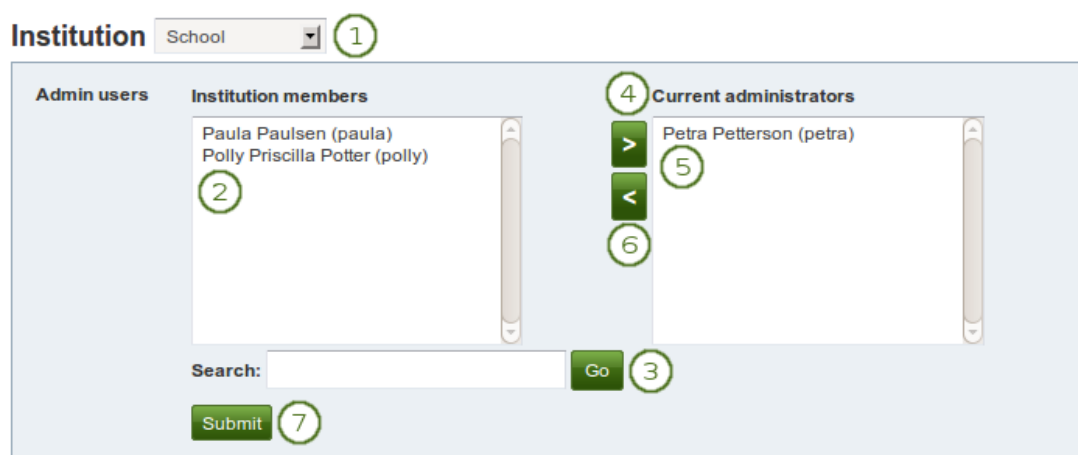 Institution School 1
Admin users Institution members 4 Current administrators
Paula Paulsen (paula) > Petra Petterson (petra)
Polly Priscilla Potter (polly) 5
2 <
6
Search: Go 3
Submit 7